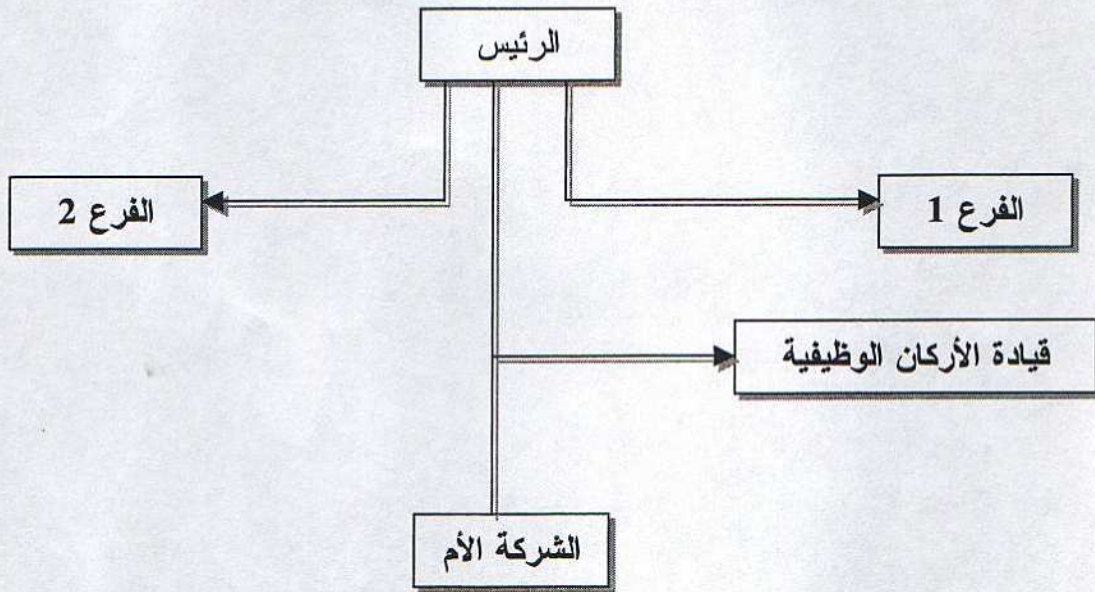 الرئيس
الفرع 1
الفرع 2
قيادة الأركان الوظيفية
الشركة الأم